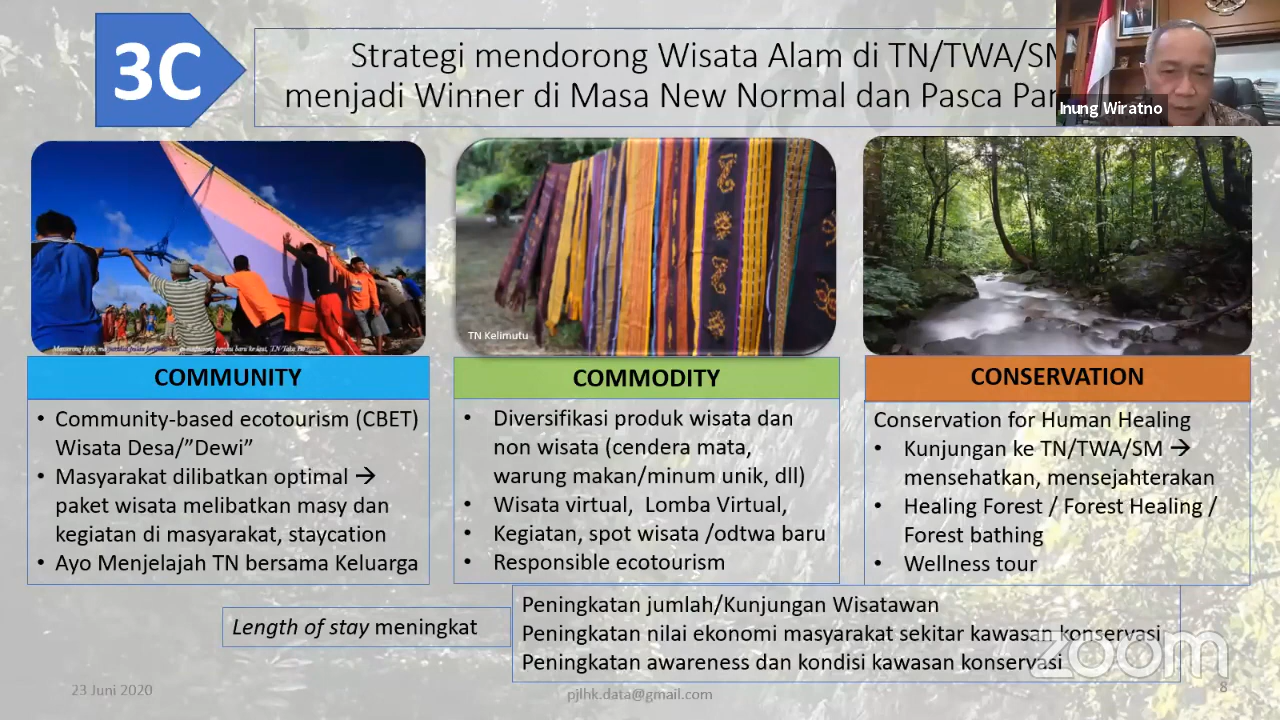 3C
Strategi mendorong Wisata Alam di TN/TWA/SM
menjadi Winner di Masa New Normal dan Pasca
Inung Wiratno
TN Kelimutu
COMMUNITY
• Community-based ecotourism (CBET)
Wisata Desa/"Dewi"
• Masyarakat dilibatkan optimal →
paket wisata melibatkan masy dan
kegiatan di masyarakat, staycation
• Ayo Menjelajah TN bersama Keluarga
COMMODITY
• Diversifikasi produk wisata dan
non wisata (cendera mata,
warung makan/minum unik, dll)
• Wisata virtual, Lomba Virtual,
• Kegiatan, spot wisata /odtwa baru
• Responsible ecotourism
CONSERVATION
Conservation for Human Healing
• Kunjungan ke TN/TWA/SM →
mensehatkan, mensejahterakan
• Healing Forest / Forest Healing /
Forest bathing
• Wellness tour
Length of stay meningkat
Peningkatan jumlah/Kunjungan Wisatawan
Peningkatan nilai ekonomi masyarakat sekitar kawasan konservasi
Peningkatan awareness dan kondisi kawasan konservasi
zoom
23 Juni 2020
pjlhk.data@gmail.com
8